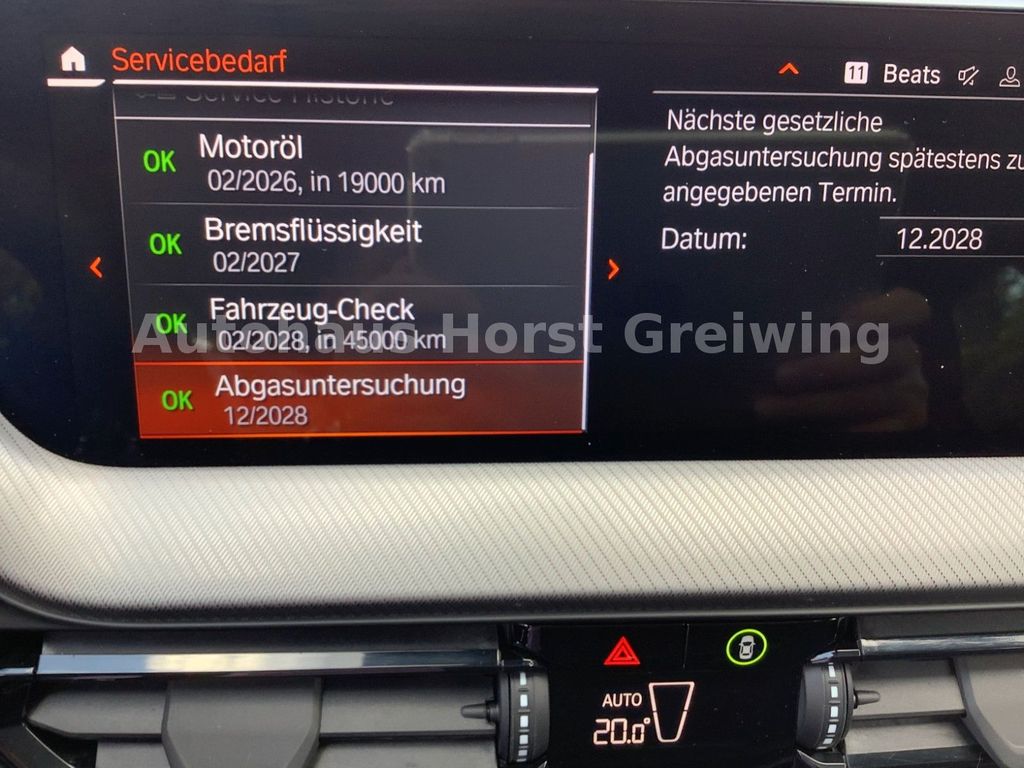 Servicebedarf
11 Beats
Service Historie
OK Motoröl
02/2026, in 19000 km
OK Bremsflüssigkeit
02/2027
OK Fahrzeug-Check
02/2028, in 45000 km
OK Abgasuntersuchung
12/2028
Nächste gesetzliche
Abgasuntersuchung spätestens
angegebenen Termin.
Datum: 12.2028
Autohaus Horst Greiwing
AUTO
20.0°